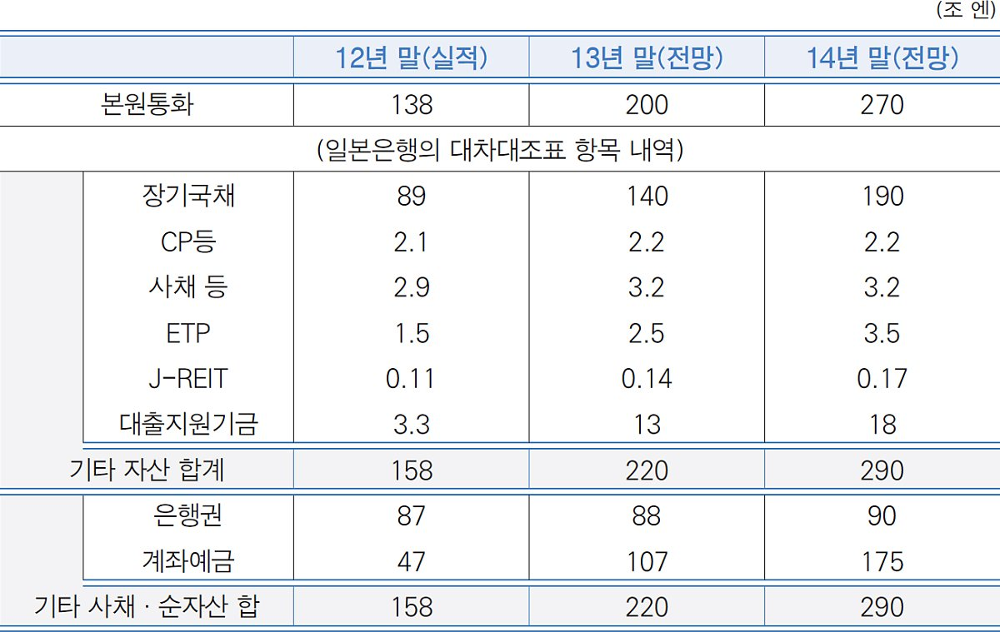 (조 엔)
12년 말(실적) 13년 말(전망) 14년 말(전망)
본원통화 138 200 270
(일본은행의 대차대조표 항목 내역)
장기국채 89 140 190
CP등 2.1 2.2 2.2
사채 등 2.9 3.2 3.2
ETP 1.5 2.5 3.5
J-REIT 0.11 0.14 0.17
대출지원기금 3.3 13 18
기타 자산 합계 158 220 290
은행권 87 88 90
계좌예금 47 107 175
기타 사채·순자산 합 158 220 290